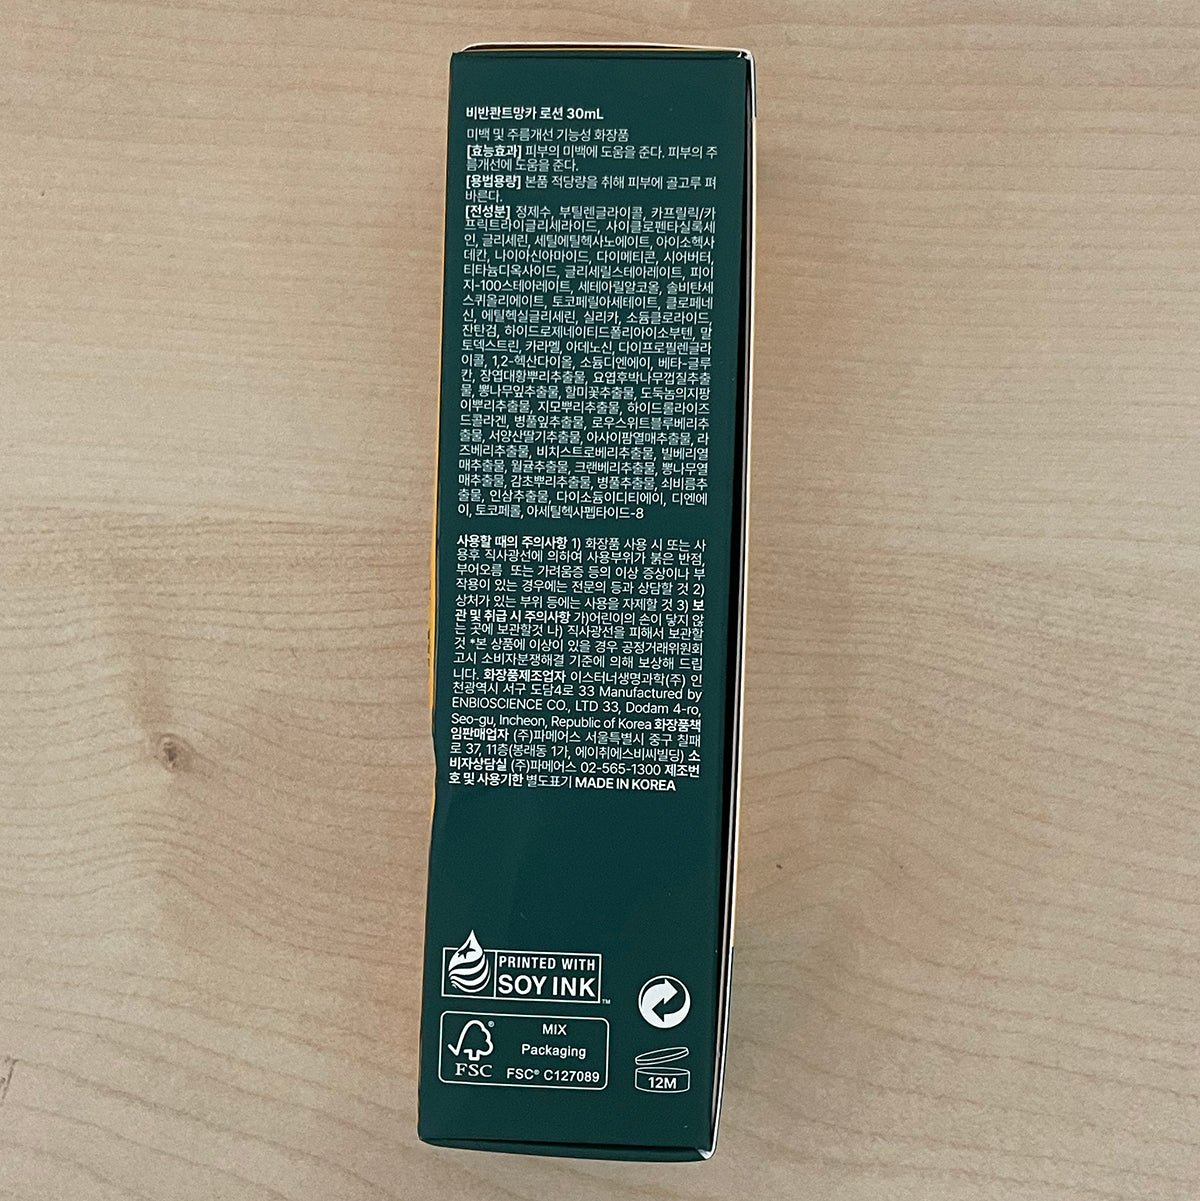 비반콴트망카 로션 30mL
미백 및 주름개선 기능성 화장품
[효능효과] 피부의 미백에 도움을 준다. 피부의 주
름개선에 도움을 준다.
[용법용량] 본품 적당량을 취해 피부에 골고루 펴
바른다.
[전성분] 정제수, 부틸렌글라이콜, 카프릴릭/카
프릭트라이글리세라이드, 사이클로펜타실록세
인, 글리세린, 세틸에틸헥사노에이트, 아이소헥사
데칸, 나이아신아마이드, 다이메티콘, 시어버터,
티타늄디옥사이드, 글리세릴스테아레이트, 피이
지-100스테아레이트, 세테아릴알코올, 솔비탄세
스퀴올리에이트, 토코페릴아세테이트, 클로페네
신, 에틸헥실글리세린, 실리카, 소듐클로라이드,
잔탄검, 하이드로제네이티드폴리아이소부텐, 말
토덱스트린, 카라멜, 아데노신, 다이프로필렌글라
이콜, 1,2-헥산다이올, 소듐디엔에이, 베타-글루
칸, 장엽대황뿌리추출물, 요엽후박나무껍질추출
물, 뽕나무잎추출물, 할미꽃추출물, 도둑놈의지팡
이뿌리추출물, 지모뿌리추출물, 하이드롤라이즈
드콜라겐, 병풀잎추출물, 로우스위트블루베리추
출물, 서양산딸기추출물, 아사이팜열매추출물, 라
즈베리추출물, 비치스트로베리추출물, 빌베리열
매추출물, 월귤추출물, 크랜베리추출물, 뽕나무열
매추출물, 감초뿌리추출물, 병풀추출물, 쇠비름추
출물, 인삼추출물, 다이소듐이디티에이, 디엔에
이, 토코페롤, 아세틸헥사펩타이드-8
사용할 때의 주의사항 1) 화장품 사용 시 또는 사
용후 직사광선에 의하여 사용부위가 붉은 반점,
부어오름 또는 가려움증 등의 이상 증상이나 부
작용이 있는 경우에는 전문의 등과 상담할 것 2)
상처가 있는 부위 등에는 사용을 자제할 것 3) 보
관 및 취급 시 주의사항 가)어린이의 손이 닿지 않
는 곳에 보관할것 나) 직사광선을 피해서 보관할
것 *본 상품에 이상이 있을 경우 공정거래위원회
고시 소비자분쟁해결 기준에 의해 보상해 드립
니다. 화장품제조업자 이스터너생명과학(주) 인
천광역시 서구 도담4로 33 Manufactured by
ENBIOSCIENCE CO., LTD 33, Dodam 4-ro,
Seo-gu, Incheon, Republic of Korea 화장품책
임판매업자 (주)파메어스 서울특별시 중구 칠패
로 37, 11층(봉래동 1가, 에이취에스비씨빌딩) 소
비자상담실 (주)파메어스 02-565-1300 제조번
호 및 사용기한 별도표기 MADE IN KOREA
PRINTED WITH
SOY INK™
MIX
Packaging
FSC
FSC® C127089
12M